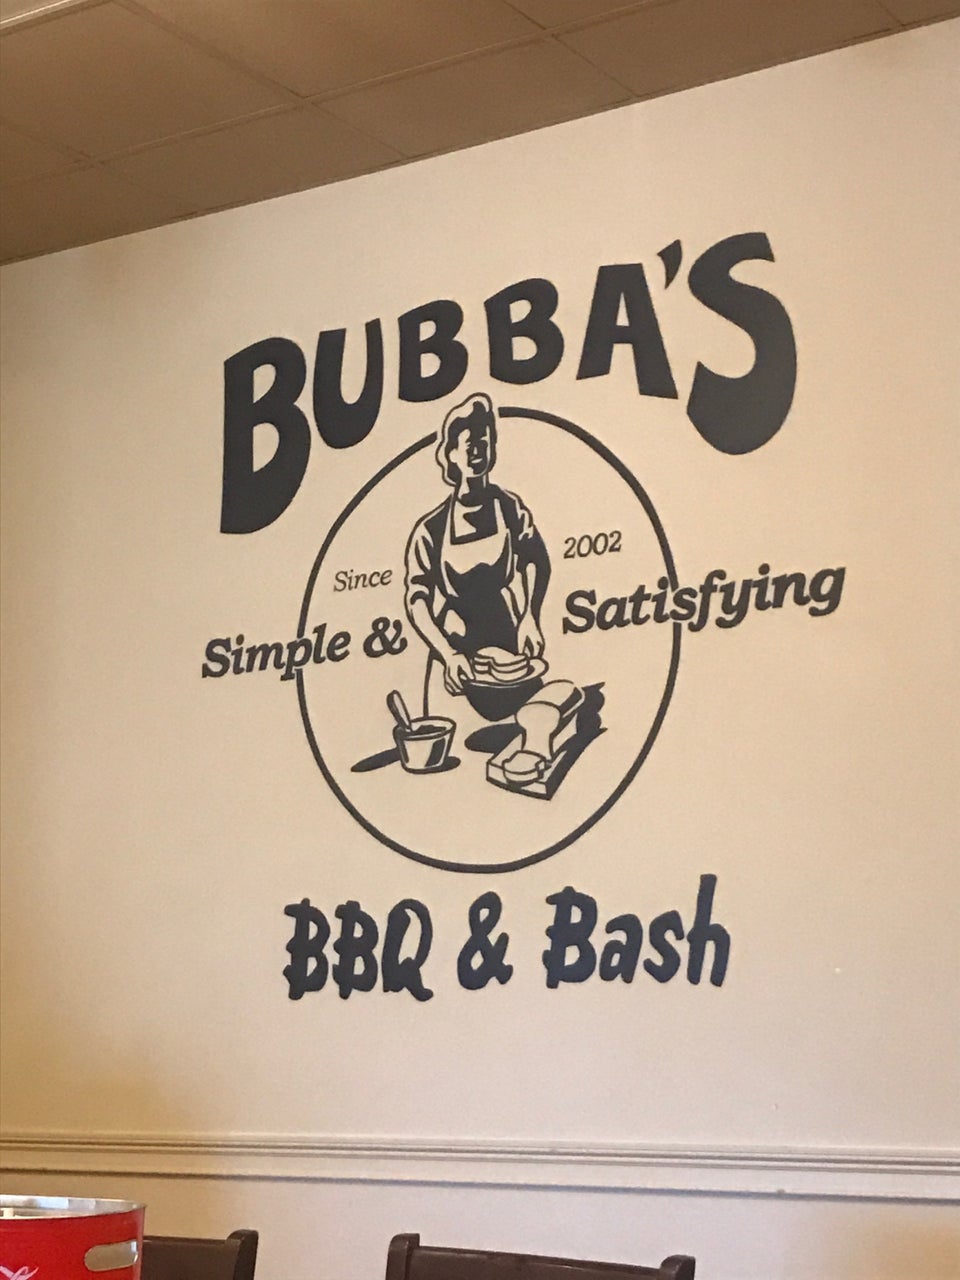 BUBBA'S
Since 2002
Simple & Satisfying
BBQ & Bash